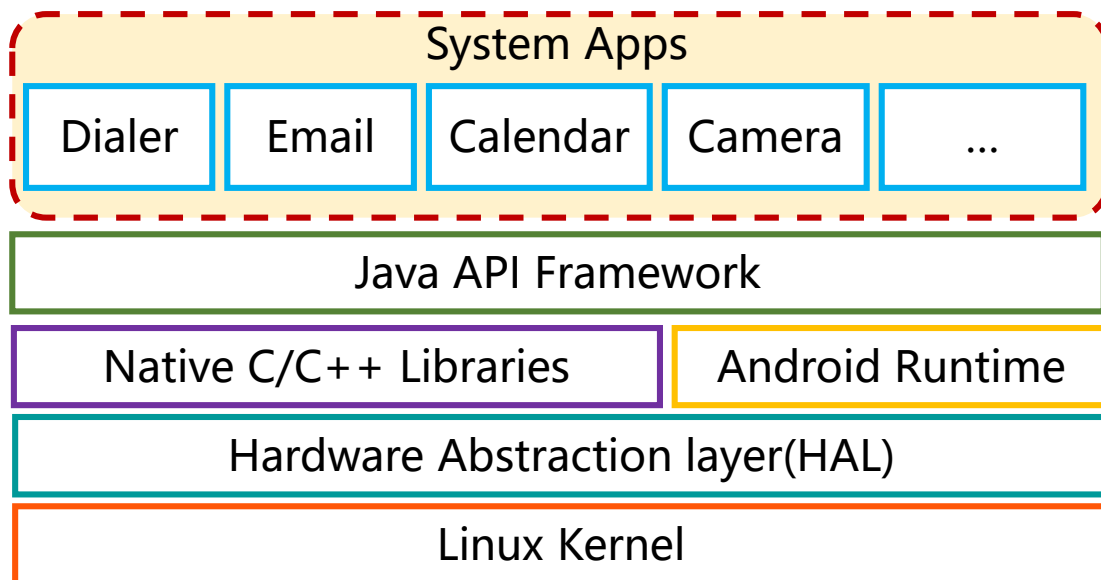 System Apps
Dialer Email Calendar Camera ...
Java API Framework
Native C/C++ Libraries Android Runtime
Hardware Abstraction layer(HAL)
Linux Kernel